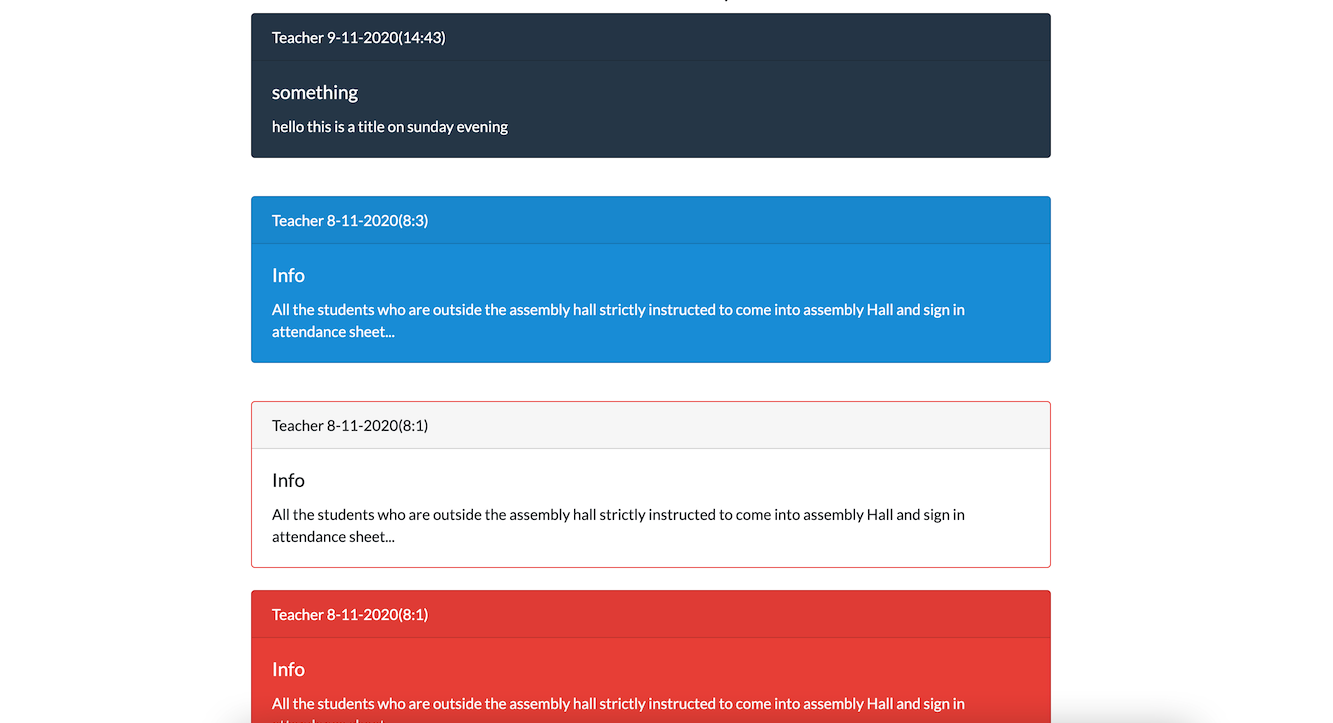 Teacher 9-11-2020(14:43)
something
hello this is a title on sunday evening
Teacher 8-11-2020(8:3)
Info
All the students who are outside the assembly hall strictly instructed to come into assembly Hall and sign in
attendance sheet...
Teacher 8-11-2020(8:1)
Info
All the students who are outside the assembly hall strictly instructed to come into assembly Hall and sign in
attendance sheet...
Teacher 8-11-2020(8:1)
Info
All the students who are outside the assembly hall strictly instructed to come into assembly Hall and sign in